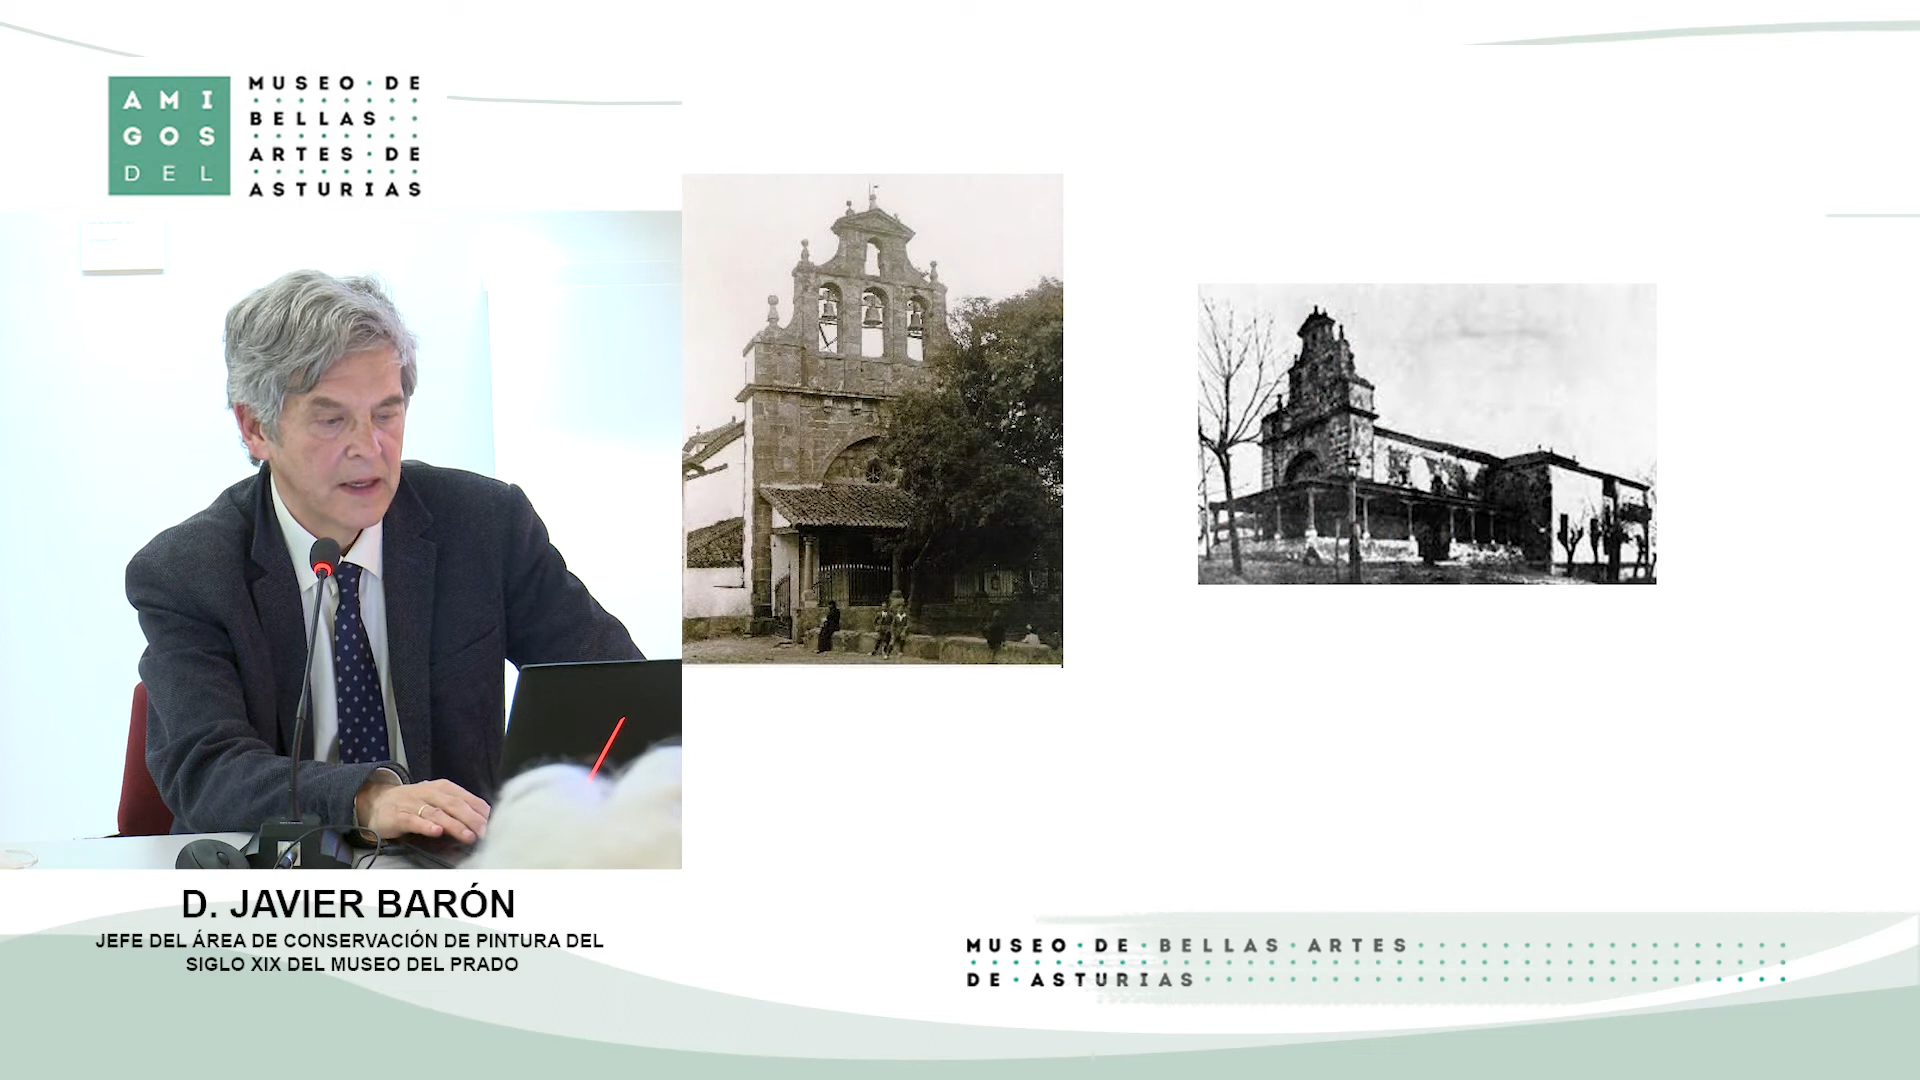 AMI
GOS
DEL
MUSEO·DE
BELLAS
ARTES·DE
ASTURIAS
D. JAVIER BARÓN
JEFE DEL ÁREA DE CONSERVACIÓN DE PINTURA DEL
SIGLO XIX DEL MUSEO DEL PRADO
MUSEO·DE·BELLAS·ARTES
DE·ASTURIAS